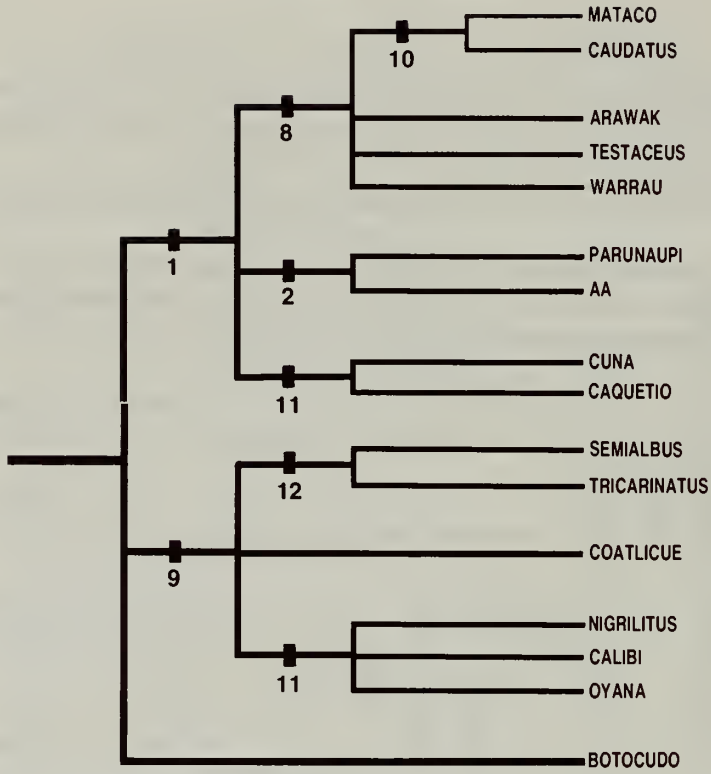 MATACO
10
CAUDATUS
8
ARAWAK
TESTACEUS
WARRAU
1
PARUNAUPI
2
AA
CUNA
11
CAQUETIO
SEMIALBUS
12
TRICARINATUS
9
COATLICUE
NIGRILITUS
11
CALIBI
OYANA
BOTOCUDO